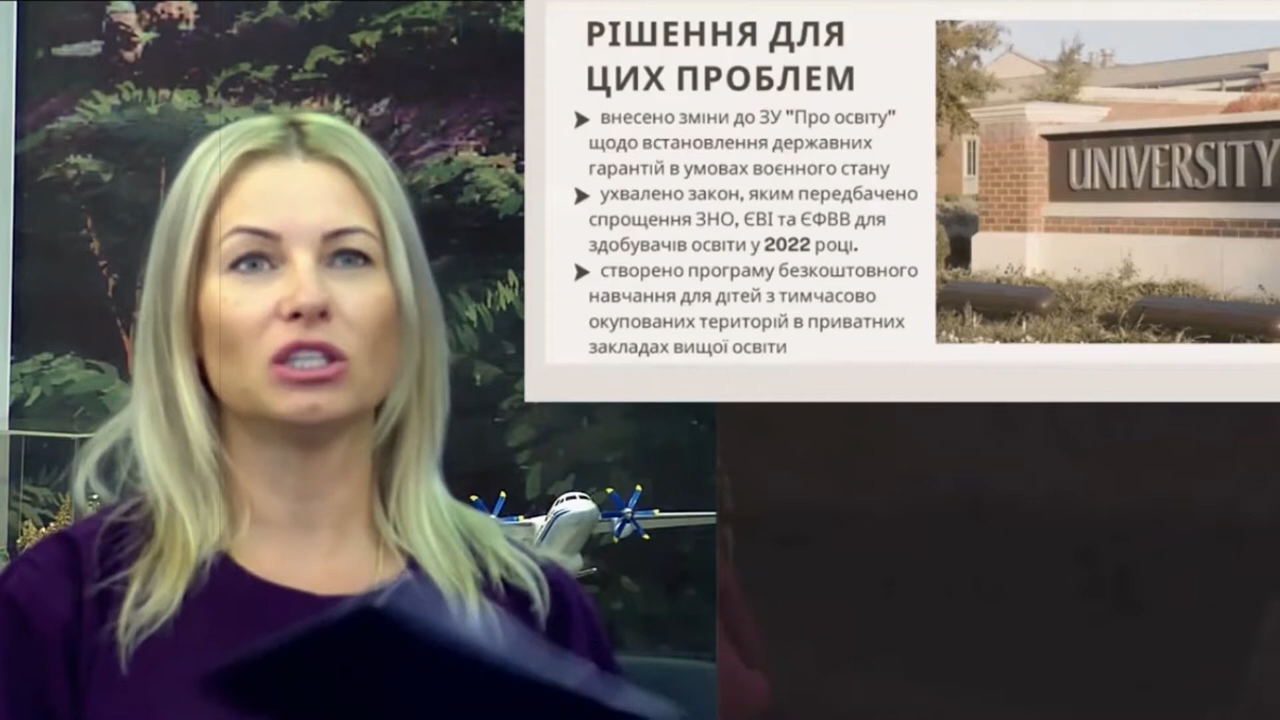 РІШЕННЯ ДЛЯ
ЦИХ ПРОБЛЕМ
внесено зміни до ЗУ "Про освіту"
щодо встановлення державних
гарантій в умовах воєнного стану
ухвалено закон, яким передбачено
спрощення ЗНО, ЄВІ та ЄФВВ для
здобувачів освіти у 2022 році.
створено програму безкоштовного
навчання для дітей з тимчасово
окупованих територій в приватних
закладах вищої освіти
UNIVERSITY